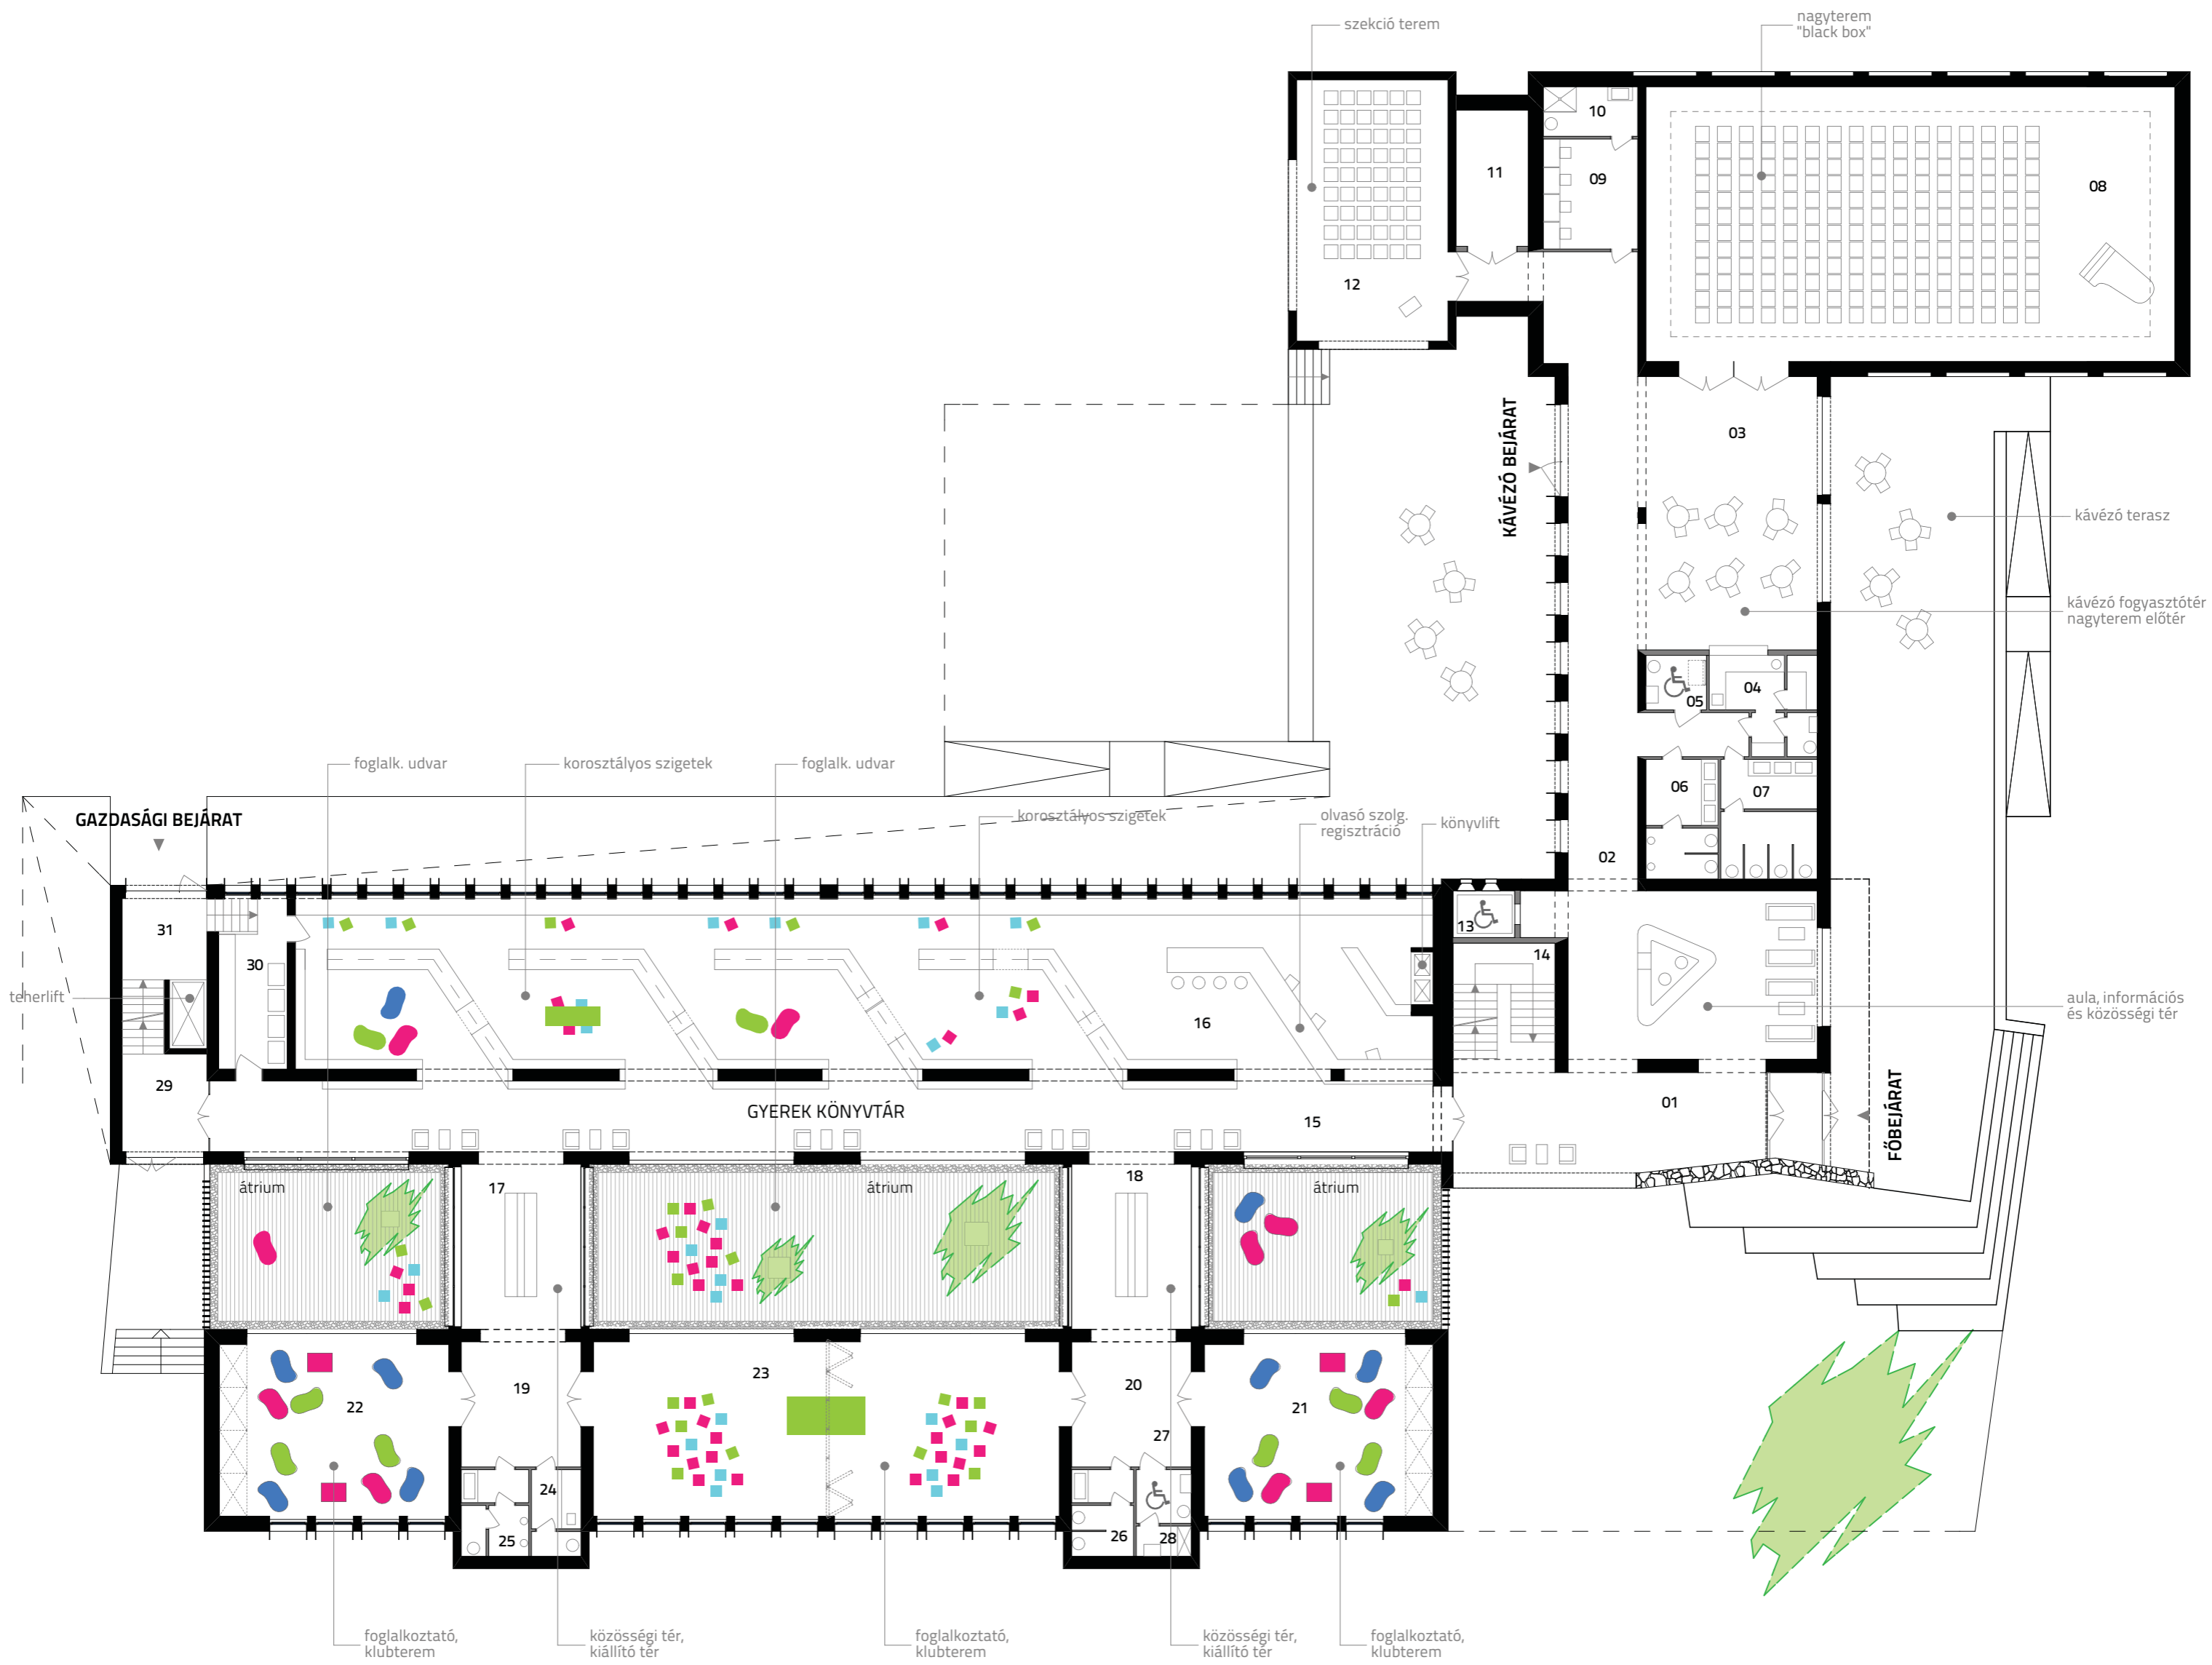 szekció terem
nagyterem
"black box"
10
11
09
08
12
KÁVÉZÓ BEJÁRAT
03
kávézó terasz
kávézó fogyasztótér
nagyterem előtér
05
04
06
07
02
foglalk. udvar
korosztályos szigetek
foglalk. udvar
korosztályos szigetek
olvasó szolg.
regisztráció
könyvlift
GAZDASÁGI BEJÁRAT
31
30
teherlift
29
13
14
16
aula, információs
és közösségi tér
GYEREK KÖNYVTÁR
15
01
FŐBEJÁRAT
átrium
17
átrium
18
átrium
22
19
23
20
21
27
24
25
26
28
foglalkoztató,
klubterem
közösségi tér,
kiállító tér
foglalkoztató,
klubterem
közösségi tér,
kiállító tér
foglalkoztató,
klubterem